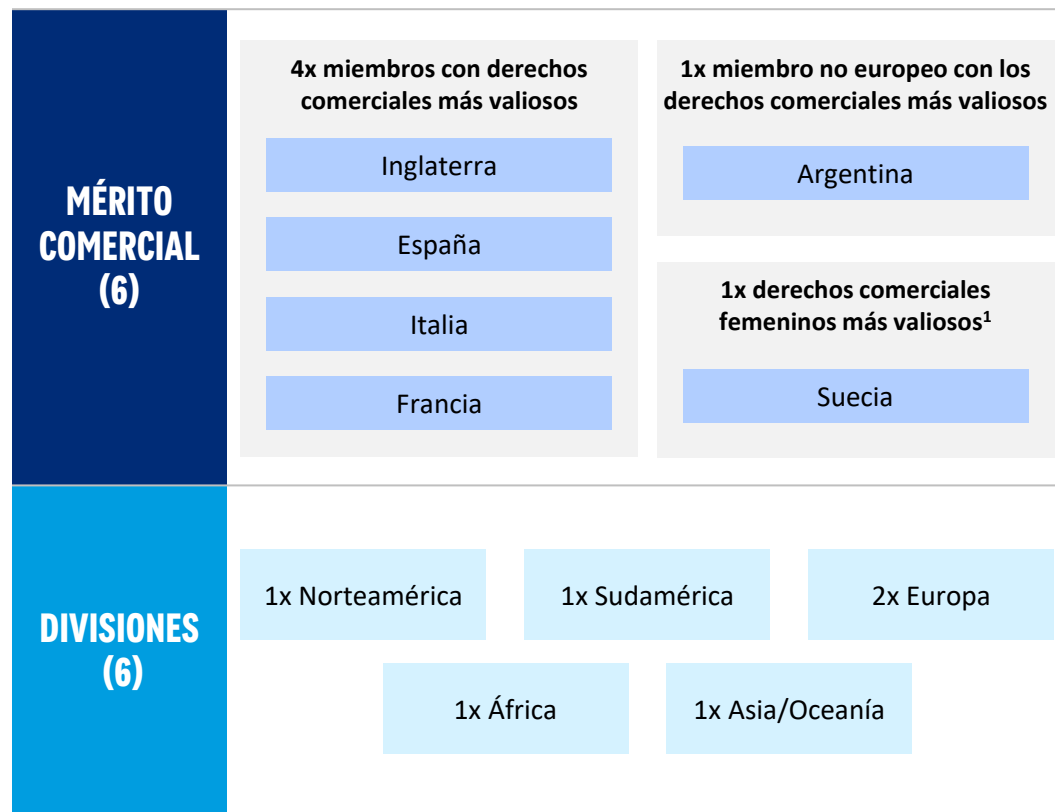 MÉRITO
COMERCIAL
(6)
4x miembros con derechos
comerciales más valiosos
Inglaterra
España
Italia
Francia
1x miembro no europeo con los
derechos comerciales más valiosos
Argentina
1x derechos comerciales
femeninos más valiosos¹
Suecia
DIVISIONES
(6)
1x Norteamérica
1x Sudamérica
2x Europa
1x África
1x Asia/Oceanía